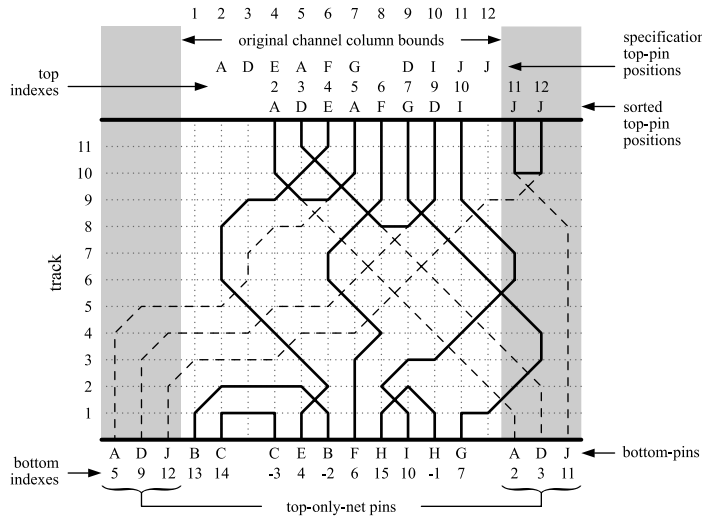 1 2 3 4 5 6 7 8 9 10 11 12
original channel column bounds
specification
top-pin
positions
A D E A F G D I J J
top
indexes
2 3 4 5 6 7 9 10 11 12
A D E A F G D I J J
sorted
top-pin
positions
track
11
10
9
8
7
6
5
4
3
2
1
A D J B C C E B F H I H G A D J
bottom-pins
bottom
indexes
5 9 12 13 14 -3 4 -2 6 15 10 -1 7 2 3 11
top-only-net pins